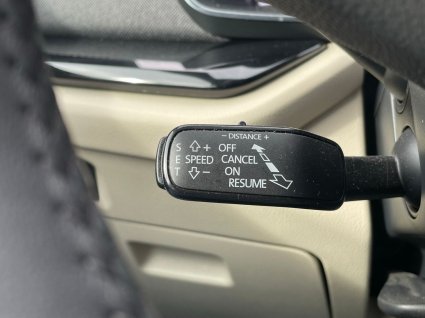 − DISTANCE +
S + OFF
E SPEED CANCEL
T − ON
RESUME